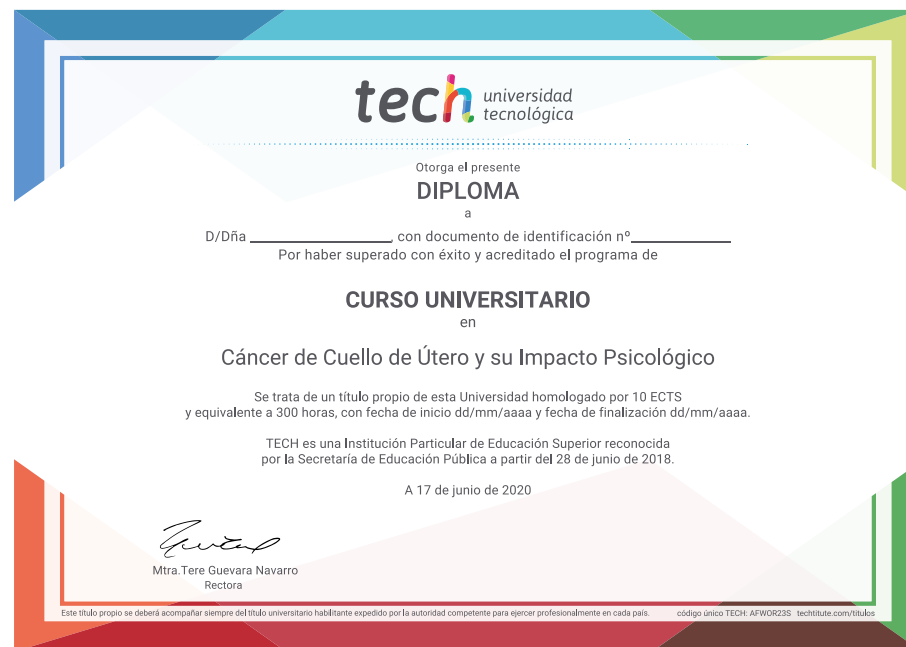 tech universidad
tecnológica
Otorga el presente
DIPLOMA
a
D/Dña ____________________, con documento de identificación nº______________
Por haber superado con éxito y acreditado el programa de
CURSO UNIVERSITARIO
en
Cáncer de Cuello de Útero y su Impacto Psicológico
Se trata de un título propio de esta Universidad homologado por 10 ECTS
y equivalente a 300 horas, con fecha de inicio dd/mm/aaaa y fecha de finalización dd/mm/aaaa.
TECH es una Institución Particular de Educación Superior reconocida
por la Secretaría de Educación Pública a partir del 28 de junio de 2018.
A 17 de junio de 2020
Mtra.Tere Guevara Navarro
Rectora
Este título propio se deberá acompañar siempre del título universitario habilitante expedido por la autoridad competente para ejercer profesionalmente en cada país. código único TECH: AFWOR23S techtitute.com/titulos